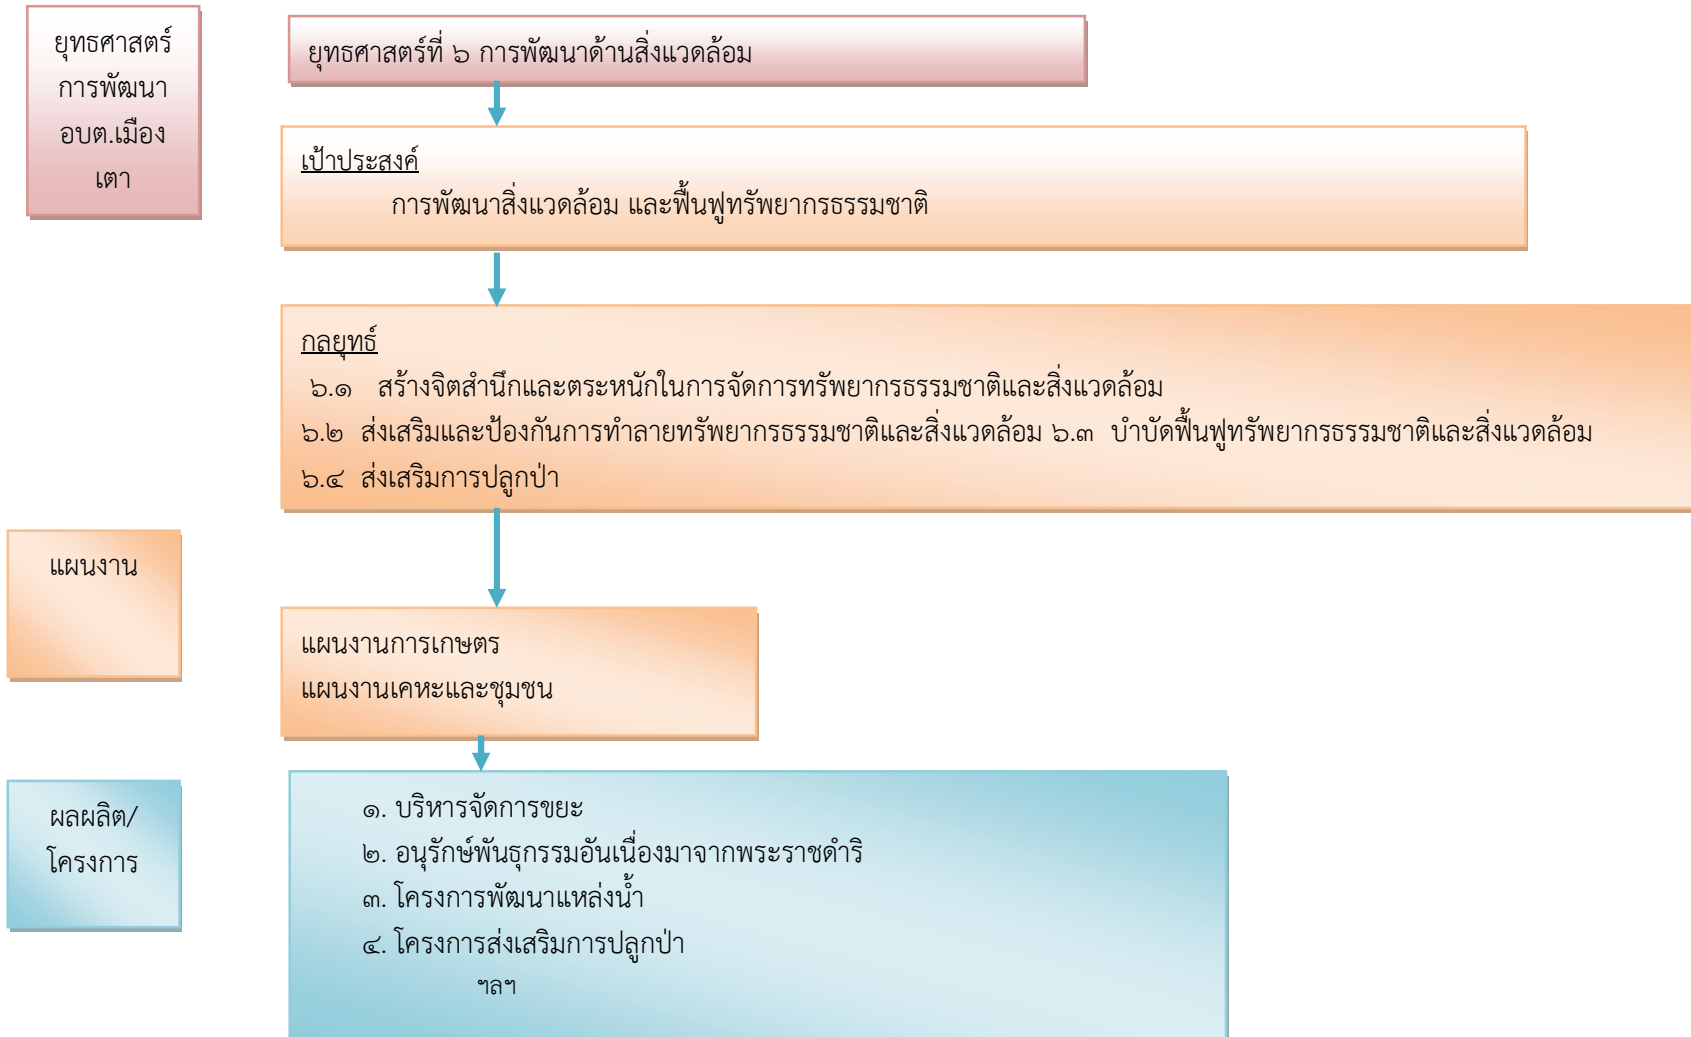 ยุทธศาสตร์
การพัฒนา
อบต.เมือง
เตา
ยุทธศาสตร์ที่ ๖ การพัฒนาด้านสิ่งแวดล้อม
เป้าประสงค์
การพัฒนาสิ่งแวดล้อม และฟื้นฟูทรัพยากรธรรมชาติ
กลยุทธ์
๖.๑ สร้างจิตสำนึกและตระหนักในการจัดการทรัพยากรธรรมชาติและสิ่งแวดล้อม
๖.๒ ส่งเสริมและป้องกันการทำลายทรัพยากรธรรมชาติและสิ่งแวดล้อม ๖.๓ บำบัดฟื้นฟูทรัพยากรธรรมชาติและสิ่งแวดล้อม
๖.๔ ส่งเสริมการปลูกป่า
แผนงาน
แผนงานการเกษตร
แผนงานเคหะและชุมชน
ผลผลิต/
โครงการ
๑. บริหารจัดการขยะ
๒. อนุรักษ์พันธุกรรมอันเนื่องมาจากพระราชดำริ
๓. โครงการพัฒนาแหล่งน้ำ
๔. โครงการส่งเสริมการปลูกป่า
ฯลฯ